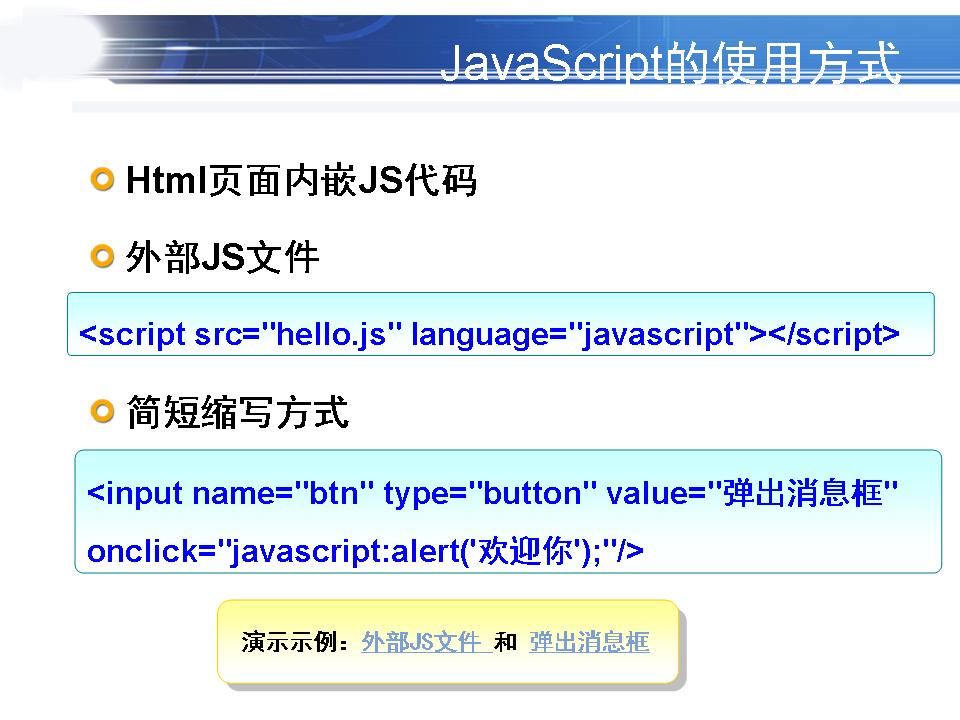 JavaScript的使用方式
Html页面内嵌JS代码
外部JS文件
<script src="hello.js" language="javascript"></script>
简短缩写方式
<input name="btn" type="button" value="弹出消息框"
onclick="javascript:alert('欢迎你');"/>
演示示例：外部JS文件 和 弹出消息框